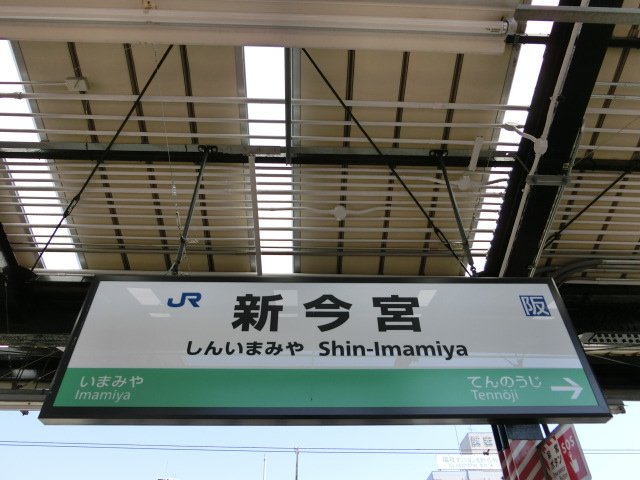 JR 新今宮 阪
しんいまみや Shin-Imamiya
いまみや てんのうじ
Imamiya Tennōji
SOS